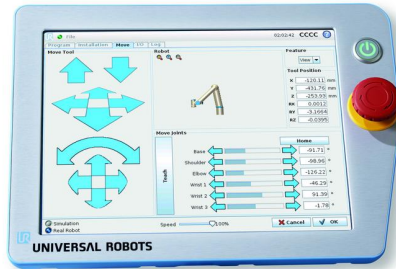 File 02:03:42 CCCC ?
Program Installation Move I/O Log
Move Tool
Robot
Feature
View
Tool Position
X -120.11 mm
Y -431.76 mm
Z -253.93 mm
RX 0.0012
RY -3.1664
RZ -0.0395
Move Joints
Teach
Home
Base -91.71 °
Shoulder -98.96 °
Elbow -126.22 °
Wrist 1 -46.29 °
Wrist 2 91.39 °
Wrist 3 -1.78 °
Simulation
Real Robot
Speed 100%
Cancel OK
UR UNIVERSAL ROBOTS